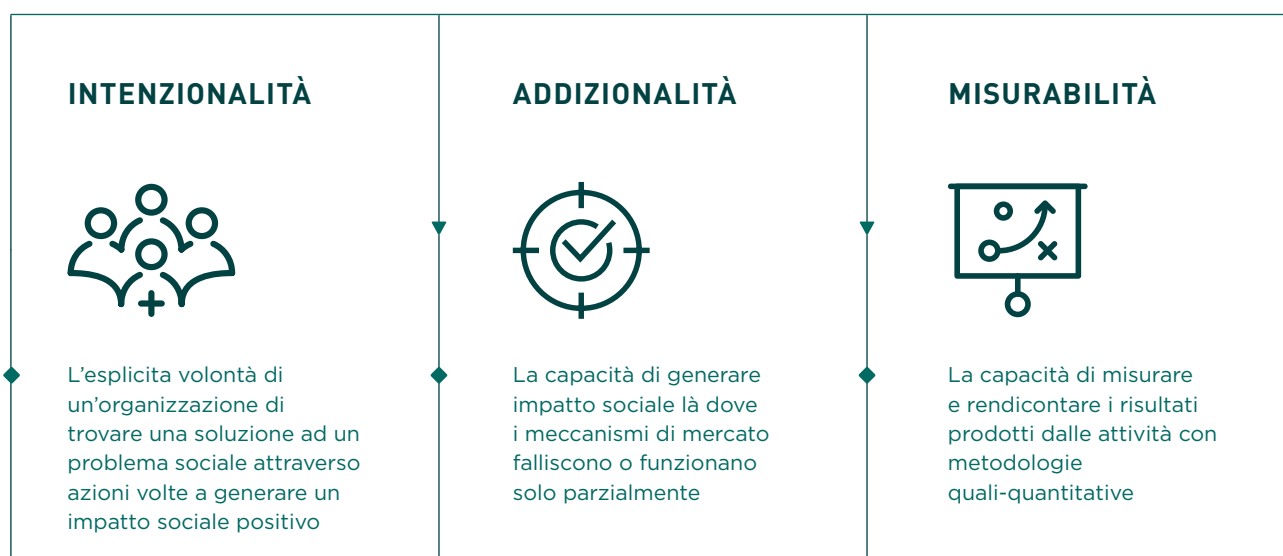 INTENZIONALITÀ
L’esplicita volontà di
un’organizzazione di
trovare una soluzione ad un
problema sociale attraverso
azioni volte a generare un
impatto sociale positivo
ADDIZIONALITÀ
La capacità di generare
impatto sociale là dove
i meccanismi di mercato
falliscono o funzionano
solo parzialmente
MISURABILITÀ
La capacità di misurare
e rendicontare i risultati
prodotti dalle attività con
metodologie
quali-quantitative